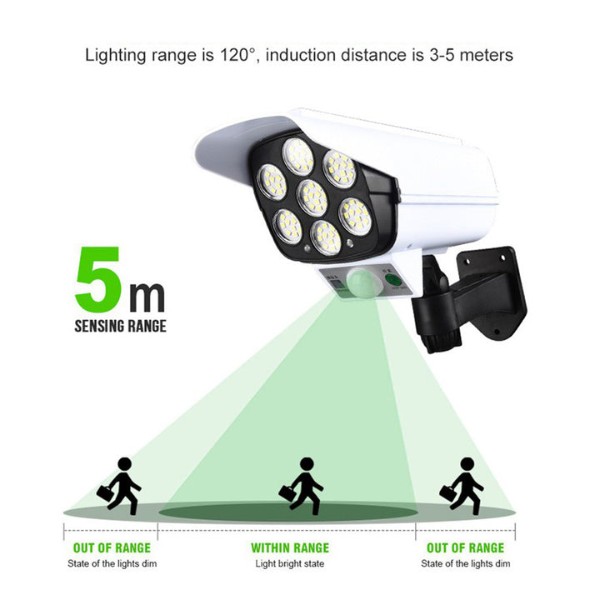 Lighting range is 120°, induction distance is 3-5 meters
5m
SENSING RANGE
OUT OF RANGE
State of the lights dim
WITHIN RANGE
Light bright state
OUT OF RANGE
State of the lights dim